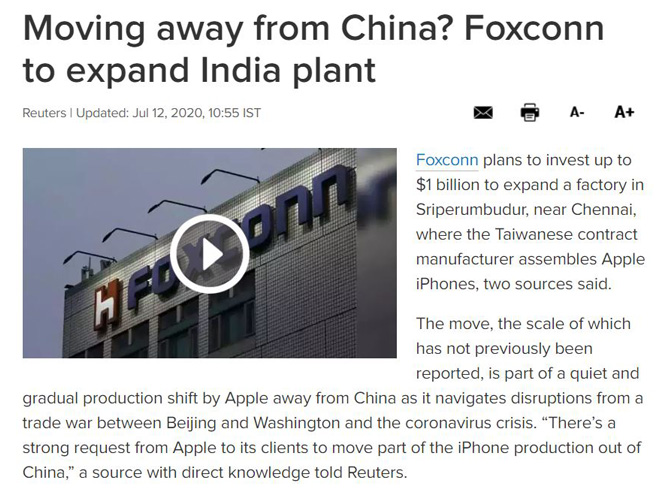 Moving away from China? Foxconn
to expand India plant
Reuters | Updated: Jul 12, 2020, 10:55 IST
A- A+
FOXCONN
Foxconn plans to invest up to
$1 billion to expand a factory in
Sriperumbudur, near Chennai,
where the Taiwanese contract
manufacturer assembles Apple
iPhones, two sources said.
The move, the scale of which
has not previously been
reported, is part of a quiet and
gradual production shift by Apple away from China as it navigates disruptions from a
trade war between Beijing and Washington and the coronavirus crisis. “There’s a
strong request from Apple to its clients to move part of the iPhone production out of
China,” a source with direct knowledge told Reuters.